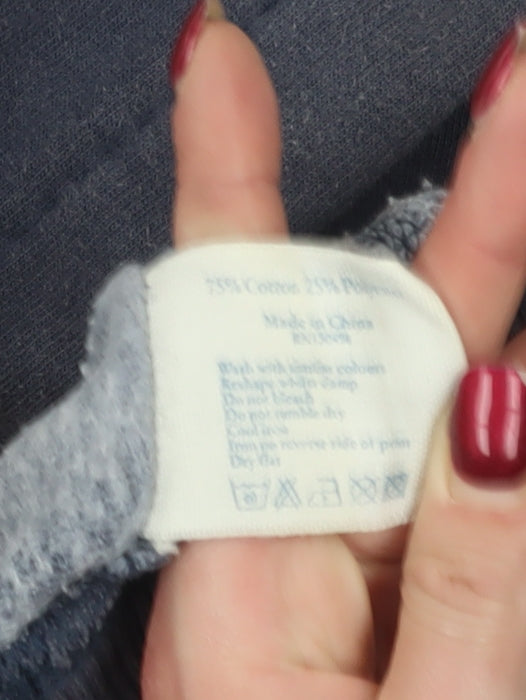 75% Cotton 25% Polyester
Made in China
Wash with similar colours
Reshape whilst damp
Do not bleach
Do not tumble dry
Cool iron
Iron on reverse side of print
Dry flat